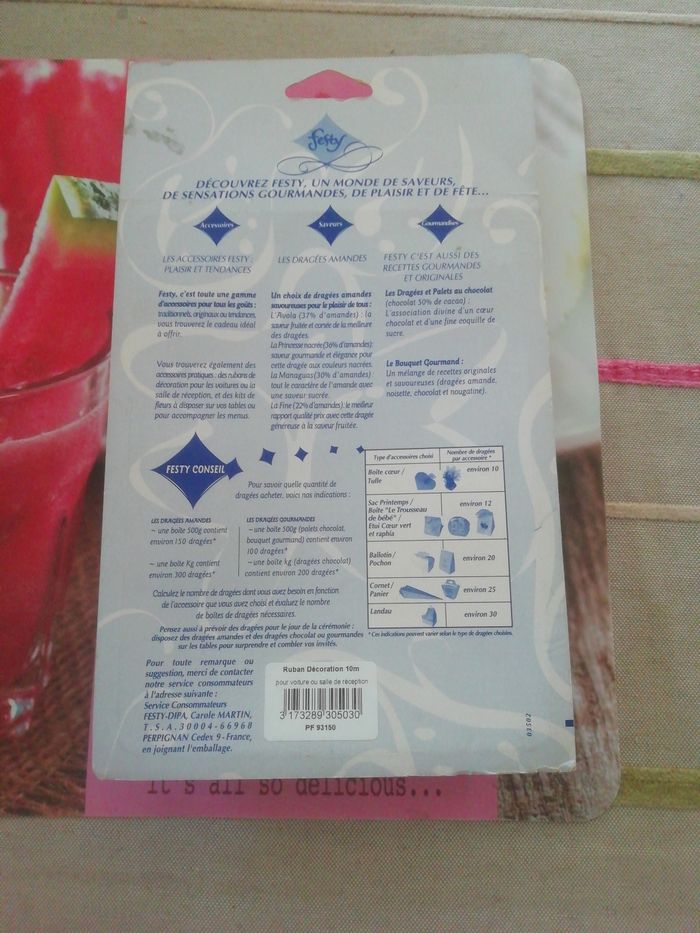 Festy
DÉCOUVREZ FESTY, UN MONDE DE SAVEURS,
DE SENSATIONS GOURMANDES, DE PLAISIR ET DE FÊTE...
Accessoires
LES ACCESSOIRES FESTY :
PLAISIR ET TENDANCES
Festy, c'est toute une gamme
d'accessoires pour tous les goûts :
traditionnels, originaux ou tendances,
vous trouverez le cadeau idéal
à offrir.
Vous trouverez également des
accessoires pratiques : des rubans de
décoration pour les voitures ou la
salle de réception, et des kits de
fleurs à disposer sur vos tables ou
pour accompagner les menus.
Saveurs
LES DRAGÉES AMANDES
Un choix de dragées amandes
savoureuses pour le plaisir de tous :
L'Avola (37% d'amandes) : la
saveur fruitée et corsée de la meilleure
des dragées.
La Princesse nacrée (36% d'amandes):
saveur gourmande et élégance pour
cette dragée aux couleurs nacrées.
La Managuas (30% d'amandes) :
tout le caractère de l'amande avec
une saveur sucrée.
La Fine (22% d'amandes) : le meilleur
rapport qualité prix avec cette dragée
généreuse à la saveur fruitée.
Gourmandises
FESTY C'EST AUSSI DES
RECETTES GOURMANDES
ET ORIGINALES
Les Dragées et Palets au chocolat
(chocolat 50% de cacao) :
L'association divine d'un cœur
chocolat et d'une fine coquille de
sucre.
Le Bouquet Gourmand :
Un mélange de recettes originales
et savoureuses (dragées amande,
noisette, chocolat et nougatine).
FESTY CONSEIL
Pour savoir quelle quantité de
dragées acheter, voici nos indications :
LES DRAGÉES AMANDES
~ une boîte 500g contient
environ 150 dragées*
~ une boîte Kg contient
environ 300 dragées*
LES DRAGÉES GOURMANDES
~ une boîte 500g (palets chocolat,
bouquet gourmand) contient environ
100 dragées*
~ une boîte kg (dragées chocolat)
contient environ 200 dragées*
Calculez le nombre de dragées dont vous avez besoin en fonction
de l'accessoire que vous avez choisi et évaluez le nombre
de boîtes de dragées nécessaires.
Pensez aussi à prévoir des dragées pour le jour de la cérémonie :
disposez des dragées amandes et des dragées chocolat ou gourmandes
sur les tables pour surprendre et combler vos invités.
Type d'accessoires choisi
Nombre de dragées
par accessoire *
Boîte cœur /
Tulle
environ 10
Sac Printemps /
Boîte "Le Trousseau
de bébé" /
Etui Cœur vert
et raphia
environ 12
Ballotin /
Pochon
environ 20
Cornet /
Panier
environ 25
Landau
environ 30
* Ces indications peuvent varier selon le type de dragées choisies.
Pour toute remarque ou
suggestion, merci de contacter
notre service consommateurs
à l'adresse suivante :
Service Consommateurs
FESTY-DIPA, Carole MARTIN,
T.S.A. 30004-66968
PERPIGNAN Cedex 9 - France,
en joignant l'emballage.
Ruban Décoration 10m
pour voiture ou salle de réception
3 173289 305030
PF 93150
03502
it's all so delicious...